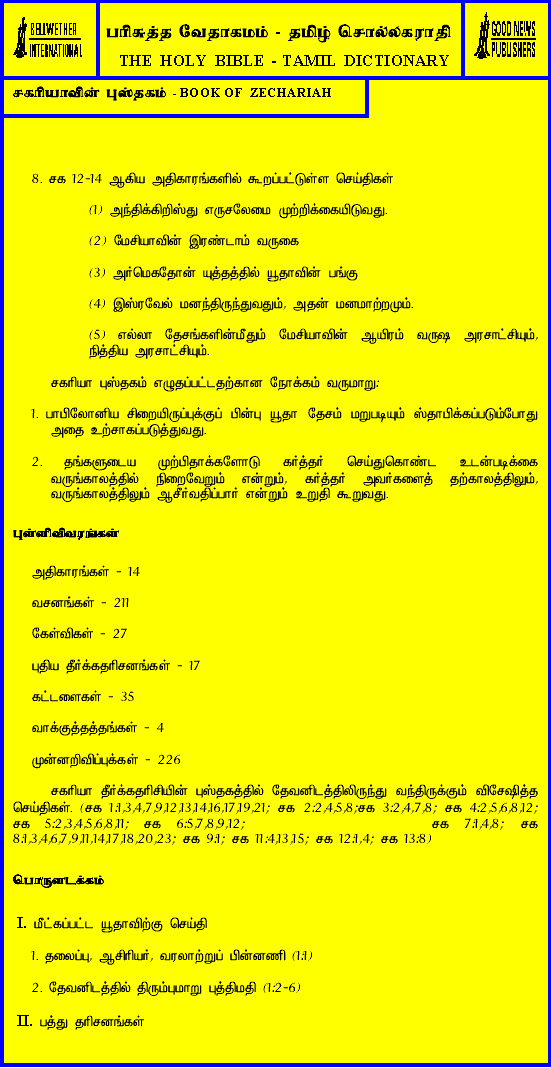 BELLWETHER
INTERNATIONAL
பரிசுத்த வேதாகமம் - தமிழ் சொல்லகராதி
THE HOLY BIBLE - TAMIL DICTIONARY
GOOD NEWS
PUBLISHERS
சகரியாவின் புஸ்தகம் - BOOK OF ZECHARIAH
8. சக 12-14 ஆகிய அதிகாரங்களில் கூறப்பட்டுள்ள செய்திகள்
(1) அந்திக்கிறிஸ்து எருசலேமை முற்றிக்கையிடுவது.
(2) மேசியாவின் இரண்டாம் வருகை
(3) அர்மெகதோன் யுத்தத்தில் யூதாவின் பங்கு
(4) இஸ்ரவேல் மனந்திருந்துவதும், அதன் மனமாற்றமும்.
(5) எல்லா தேசங்களின்மீதும் மேசியாவின் ஆயிரம் வருஷ அரசாட்சியும்,
நித்திய அரசாட்சியும்.
சகரியா புஸ்தகம் எழுதப்பட்டதற்கான நோக்கம் வருமாறு:
1. பாபிலோனிய சிறையிருப்புக்குப் பின்பு யூதா தேசம் மறுபடியும் ஸ்தாபிக்கப்படும்போது
அதை உற்சாகப்படுத்துவது.
2. தங்களுடைய முற்பிதாக்களோடு கர்த்தர் செய்துகொண்ட உடன்படிக்கை
வருங்காலத்தில் நிறைவேறும் என்றும், கர்த்தர் அவர்களைத் தற்காலத்திலும்,
வருங்காலத்திலும் ஆசீர்வதிப்பார் என்றும் உறுதி கூறுவது.
புள்ளிவிவரங்கள்
அதிகாரங்கள் - 14
வசனங்கள் - 211
கேள்விகள் - 27
புதிய தீர்க்கதரிசனங்கள் - 17
கட்டளைகள் - 35
வாக்குத்தத்தங்கள் - 4
முன்னறிவிப்புக்கள் - 226
சகரியா தீர்க்கதரிசியின் புஸ்தகத்தில் தேவனிடத்திலிருந்து வந்திருக்கும் விசேஷித்த
செய்திகள். (சக 1:1,3,4,7,9,12,13,14,16,17,19,21; சக 2:2,4,5,8;சக 3:2,4,7,8; சக 4:2,5,6,8,12;
சக 5:2,3,4,5,6,8,11; சக 6:5,7,8,9,12; சக 7:1,4,8; சக
8:1,3,4,6,7,9,11,14,17,18,20,23; சக 9:1; சக 11:4,13,15; சக 12:1,4; சக 13:8)
பொருளடக்கம்
I. மீட்கப்பட்ட யூதாவிற்கு செய்தி
1. தலைப்பு, ஆசிரியர், வரலாற்றுப் பின்னணி (1:1)
2. தேவனிடத்தில் திரும்புமாறு புத்திமதி (1:2-6)
II. பத்து தரிசனங்கள்